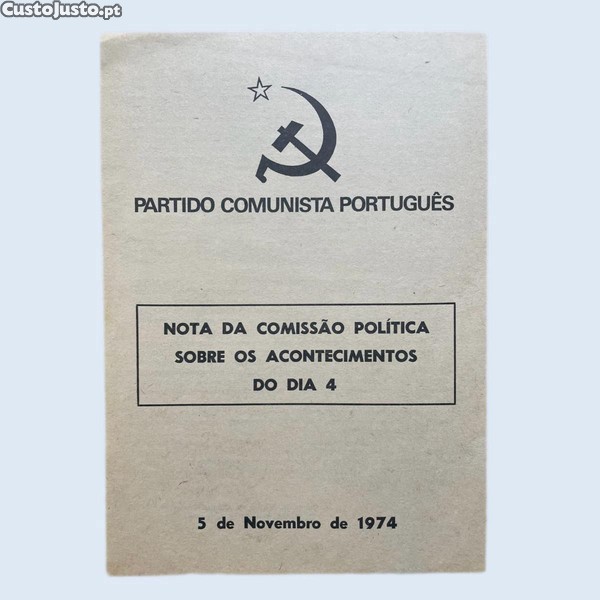 CustoJusto.pt
PARTIDO COMUNISTA PORTUGUÊS
NOTA DA COMISSÃO POLÍTICA
SOBRE OS ACONTECIMENTOS
DO DIA 4
5 de Novembro de 1974